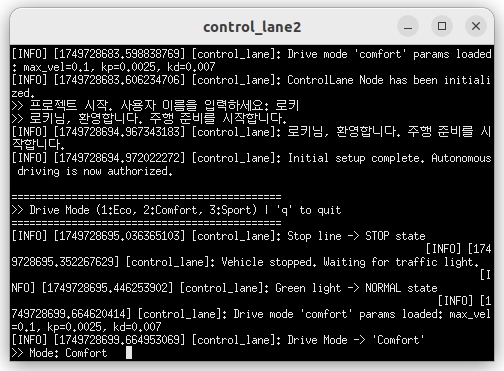 control_lane2
[INFO] [1749728683.598838769] [control_lane]: Drive mode 'comfort' params loaded
: max_vel=0.1, kp=0.0025, kd=0.007
[INFO] [1749728683.606234706] [control_lane]: ControlLane Node has been initiali
zed.
>> 프로젝트 시작. 사용자 이름을 입력하세요: 로키
>> 로키님, 환영합니다. 주행 준비를 시작합니다.
[INFO] [1749728694.967343183] [control_lane]: 로키님, 환영합니다. 주행 준비를 시
작합니다.
[INFO] [1749728694.972022272] [control_lane]: Initial setup complete. Autonomous
 driving is now authorized.
=============================================
>> Drive Mode (1:Eco, 2:Comfort, 3:Sport) | 'q' to quit
=============================================
[INFO] [1749728695.036365103] [control_lane]: Stop line -> STOP state
[INFO] [174
9728695.352267629] [control_lane]: Vehicle stopped. Waiting for traffic light.
[I
NFO] [1749728695.446253902] [control_lane]: Green light -> NORMAL state
[INFO] [1
749728699.664620414] [control_lane]: Drive mode 'comfort' params loaded: max_vel
=0.1, kp=0.0025, kd=0.007
[INFO] [1749728699.664953069] [control_lane]: Drive Mode -> 'Comfort'
>> Mode: Comfort